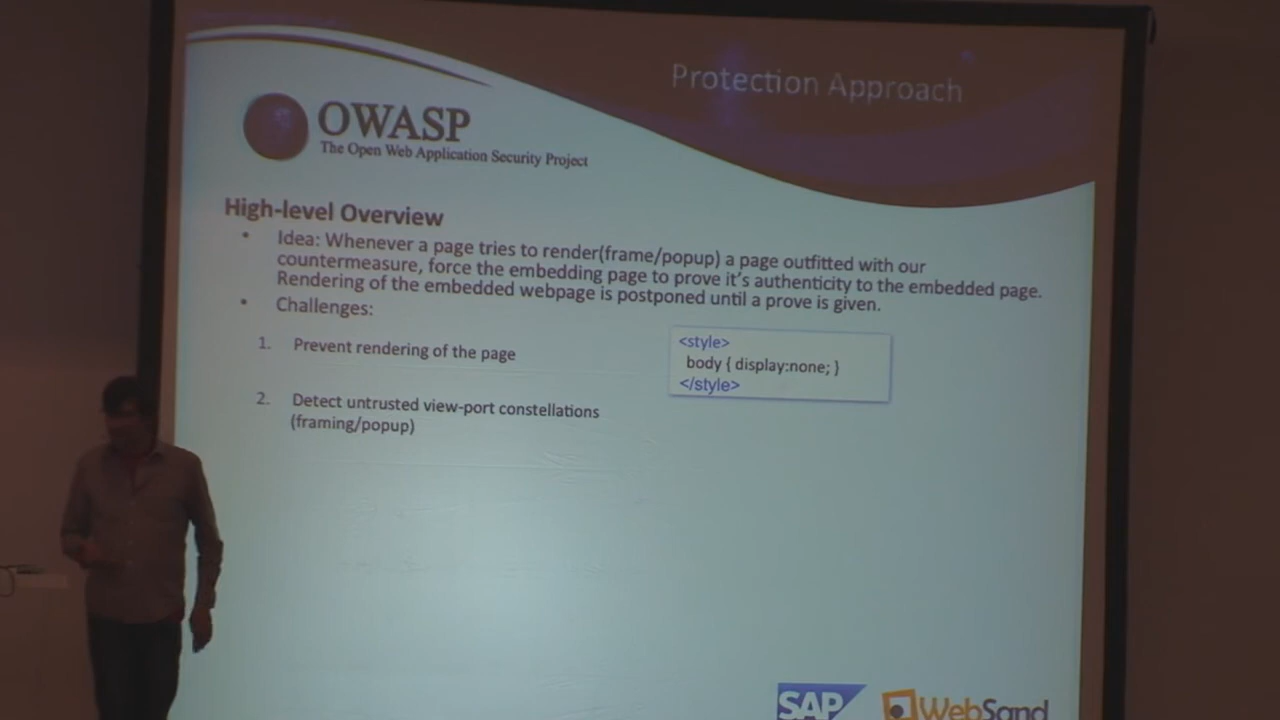 Protection Approach
OWASP
The Open Web Application Security Project
High-level Overview
• Idea: Whenever a page tries to render(frame/popup) a page outfitted with our
countermeasure, force the embedding page to prove it's authenticity to the embedded page.
Rendering of the embedded webpage is postponed until a prove is given.
• Challenges:
1. Prevent rendering of the page
<style>
body { display:none; }
</style>
2. Detect untrusted view-port constellations
(framing/popup)
SAP
WebSand